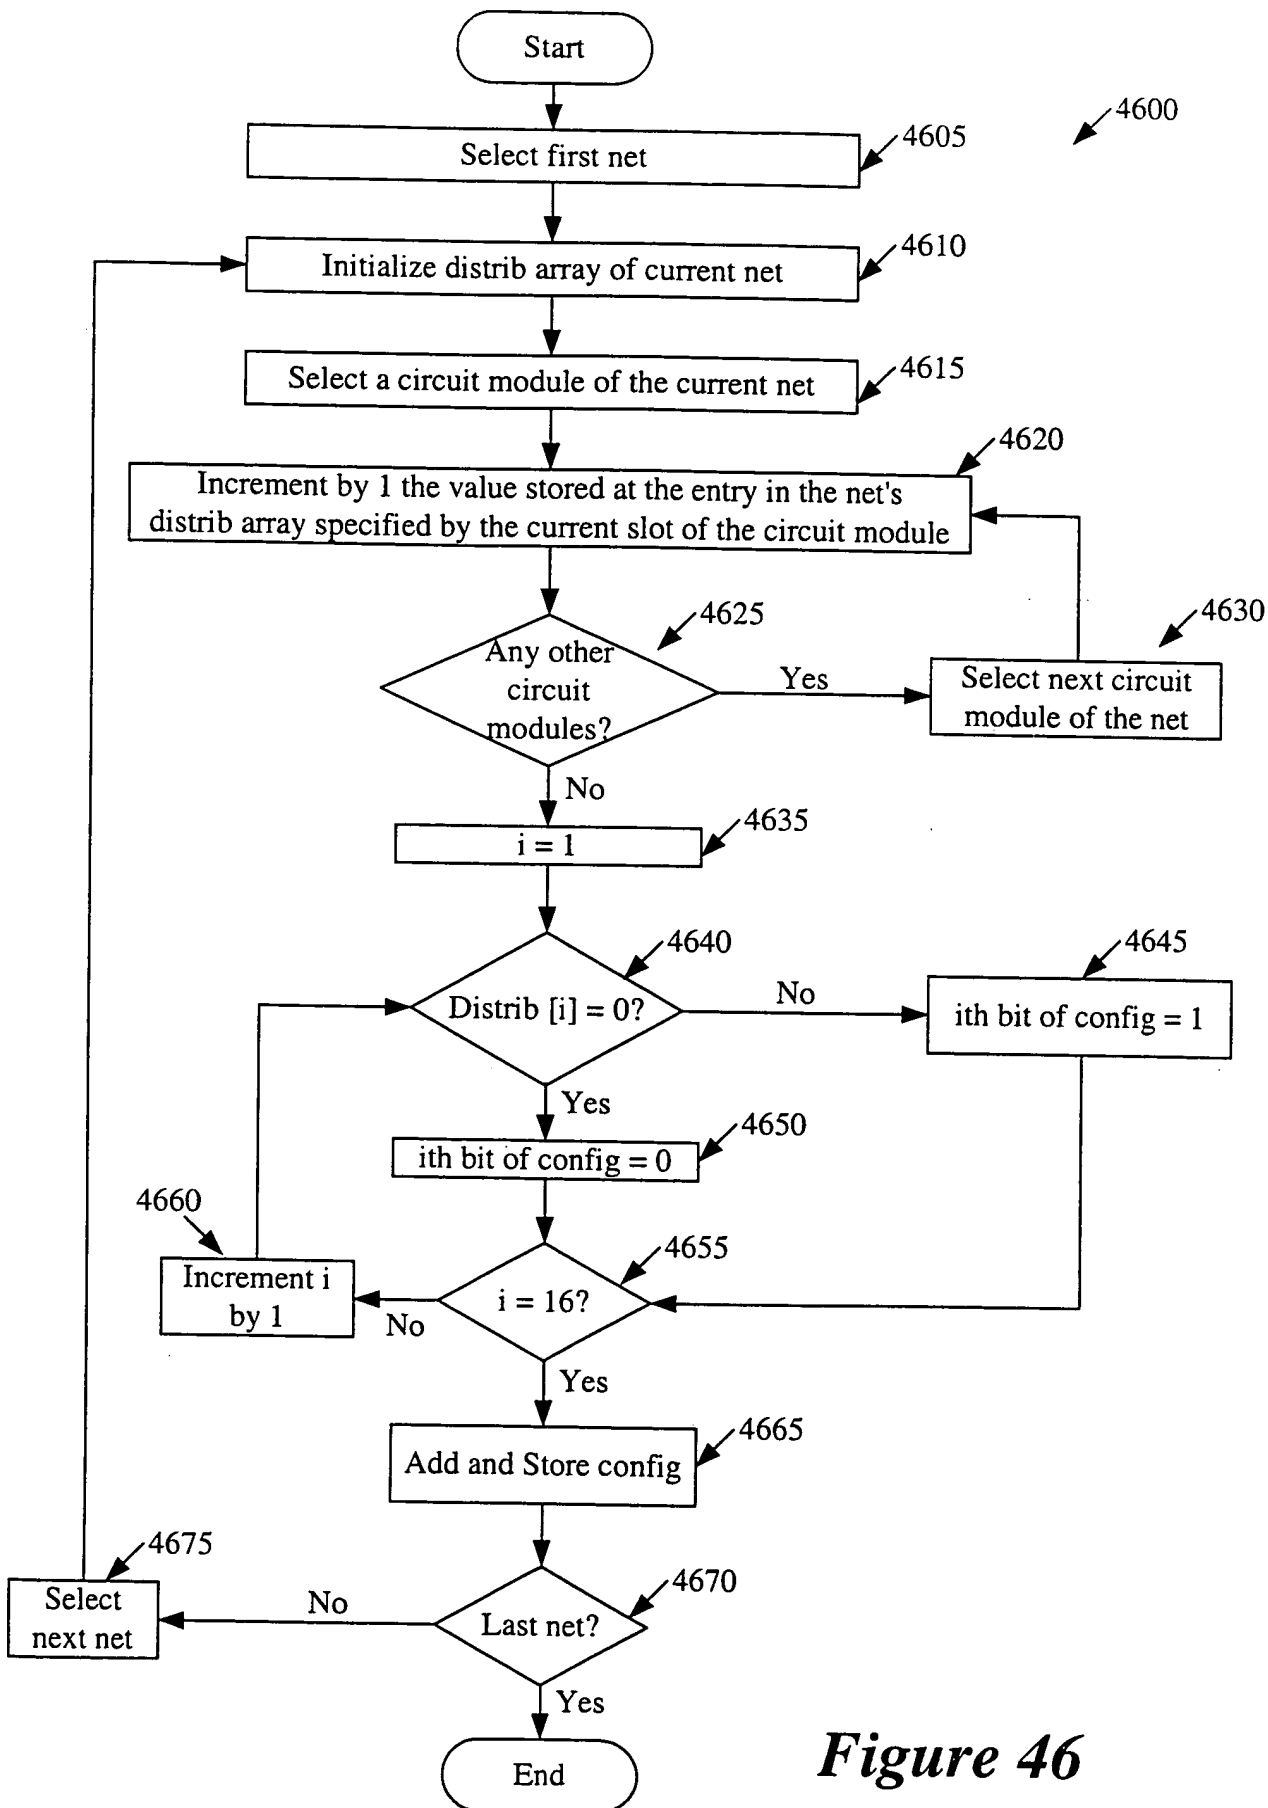 Start
4600
4605
Select first net
4610
Initialize distrib array of current net
4615
Select a circuit module of the current net
4620
Increment by 1 the value stored at the entry in the net's
distrib array specified by the current slot of the circuit module
4625
Any other
circuit
modules?
Yes
4630
Select next circuit
module of the net
No
4635
i = 1
4640
Distrib [i] = 0?
No
4645
ith bit of config = 1
Yes
4650
ith bit of config = 0
4660
Increment i
by 1
4655
i = 16?
No
Yes
4665
Add and Store config
4675
Select
next net
No
4670
Last net?
Yes
End
Figure 46